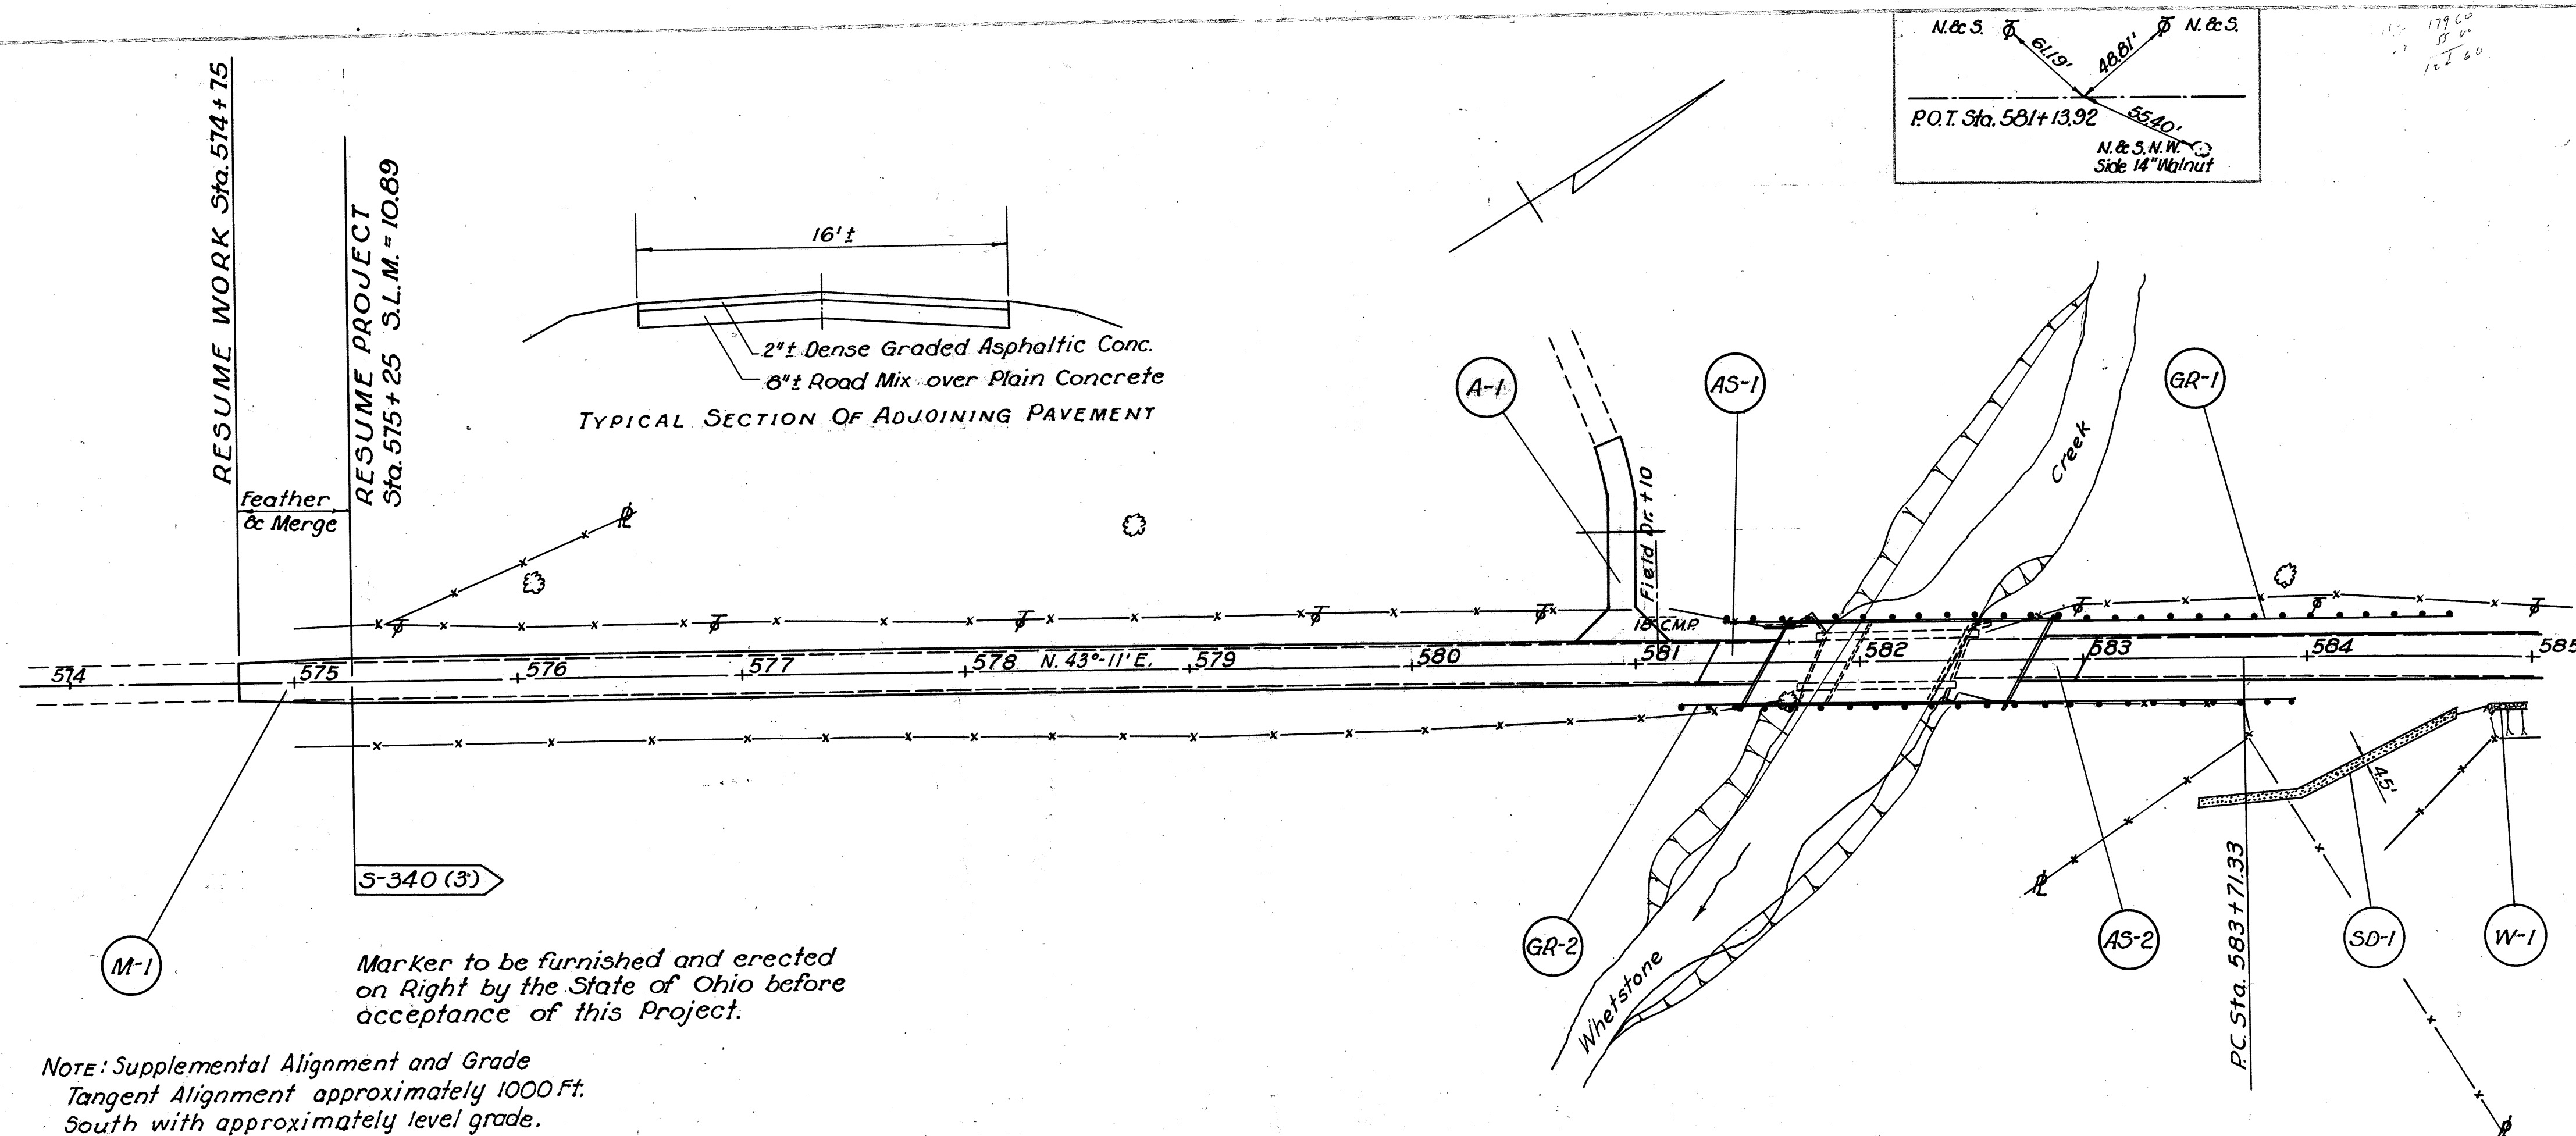 N.&S.
61.19'
48.81'
N.&S.
P.O.T. Sta. 581+13.92
55.40'
N.&S. N.W.
Side 14" Walnut
RESUME WORK Sta. 574+75
RESUME PROJECT
Sta. 575+25 S.L.M. = 10.89
Feather
& Merge
16'±
2"± Dense Graded Asphaltic Conc.
8"± Road Mix over Plain Concrete
TYPICAL SECTION OF ADJOINING PAVEMENT
A-1
AS-1
GR-1
Creek
Field Dr. +10
C.M.P.
574
575
576
577
578
N. 43°-11' E.
579
580
581
582
583
584
585
4.5'
S-340 (3)
M-1
GR-2
AS-2
SD-1
W-1
P.C. Sta. 583+71.33
Whetstone
Marker to be furnished and erected
on Right by the State of Ohio before
acceptance of this Project.
NOTE: Supplemental Alignment and Grade
Tangent Alignment approximately 1000 Ft.
South with approximately level grade.